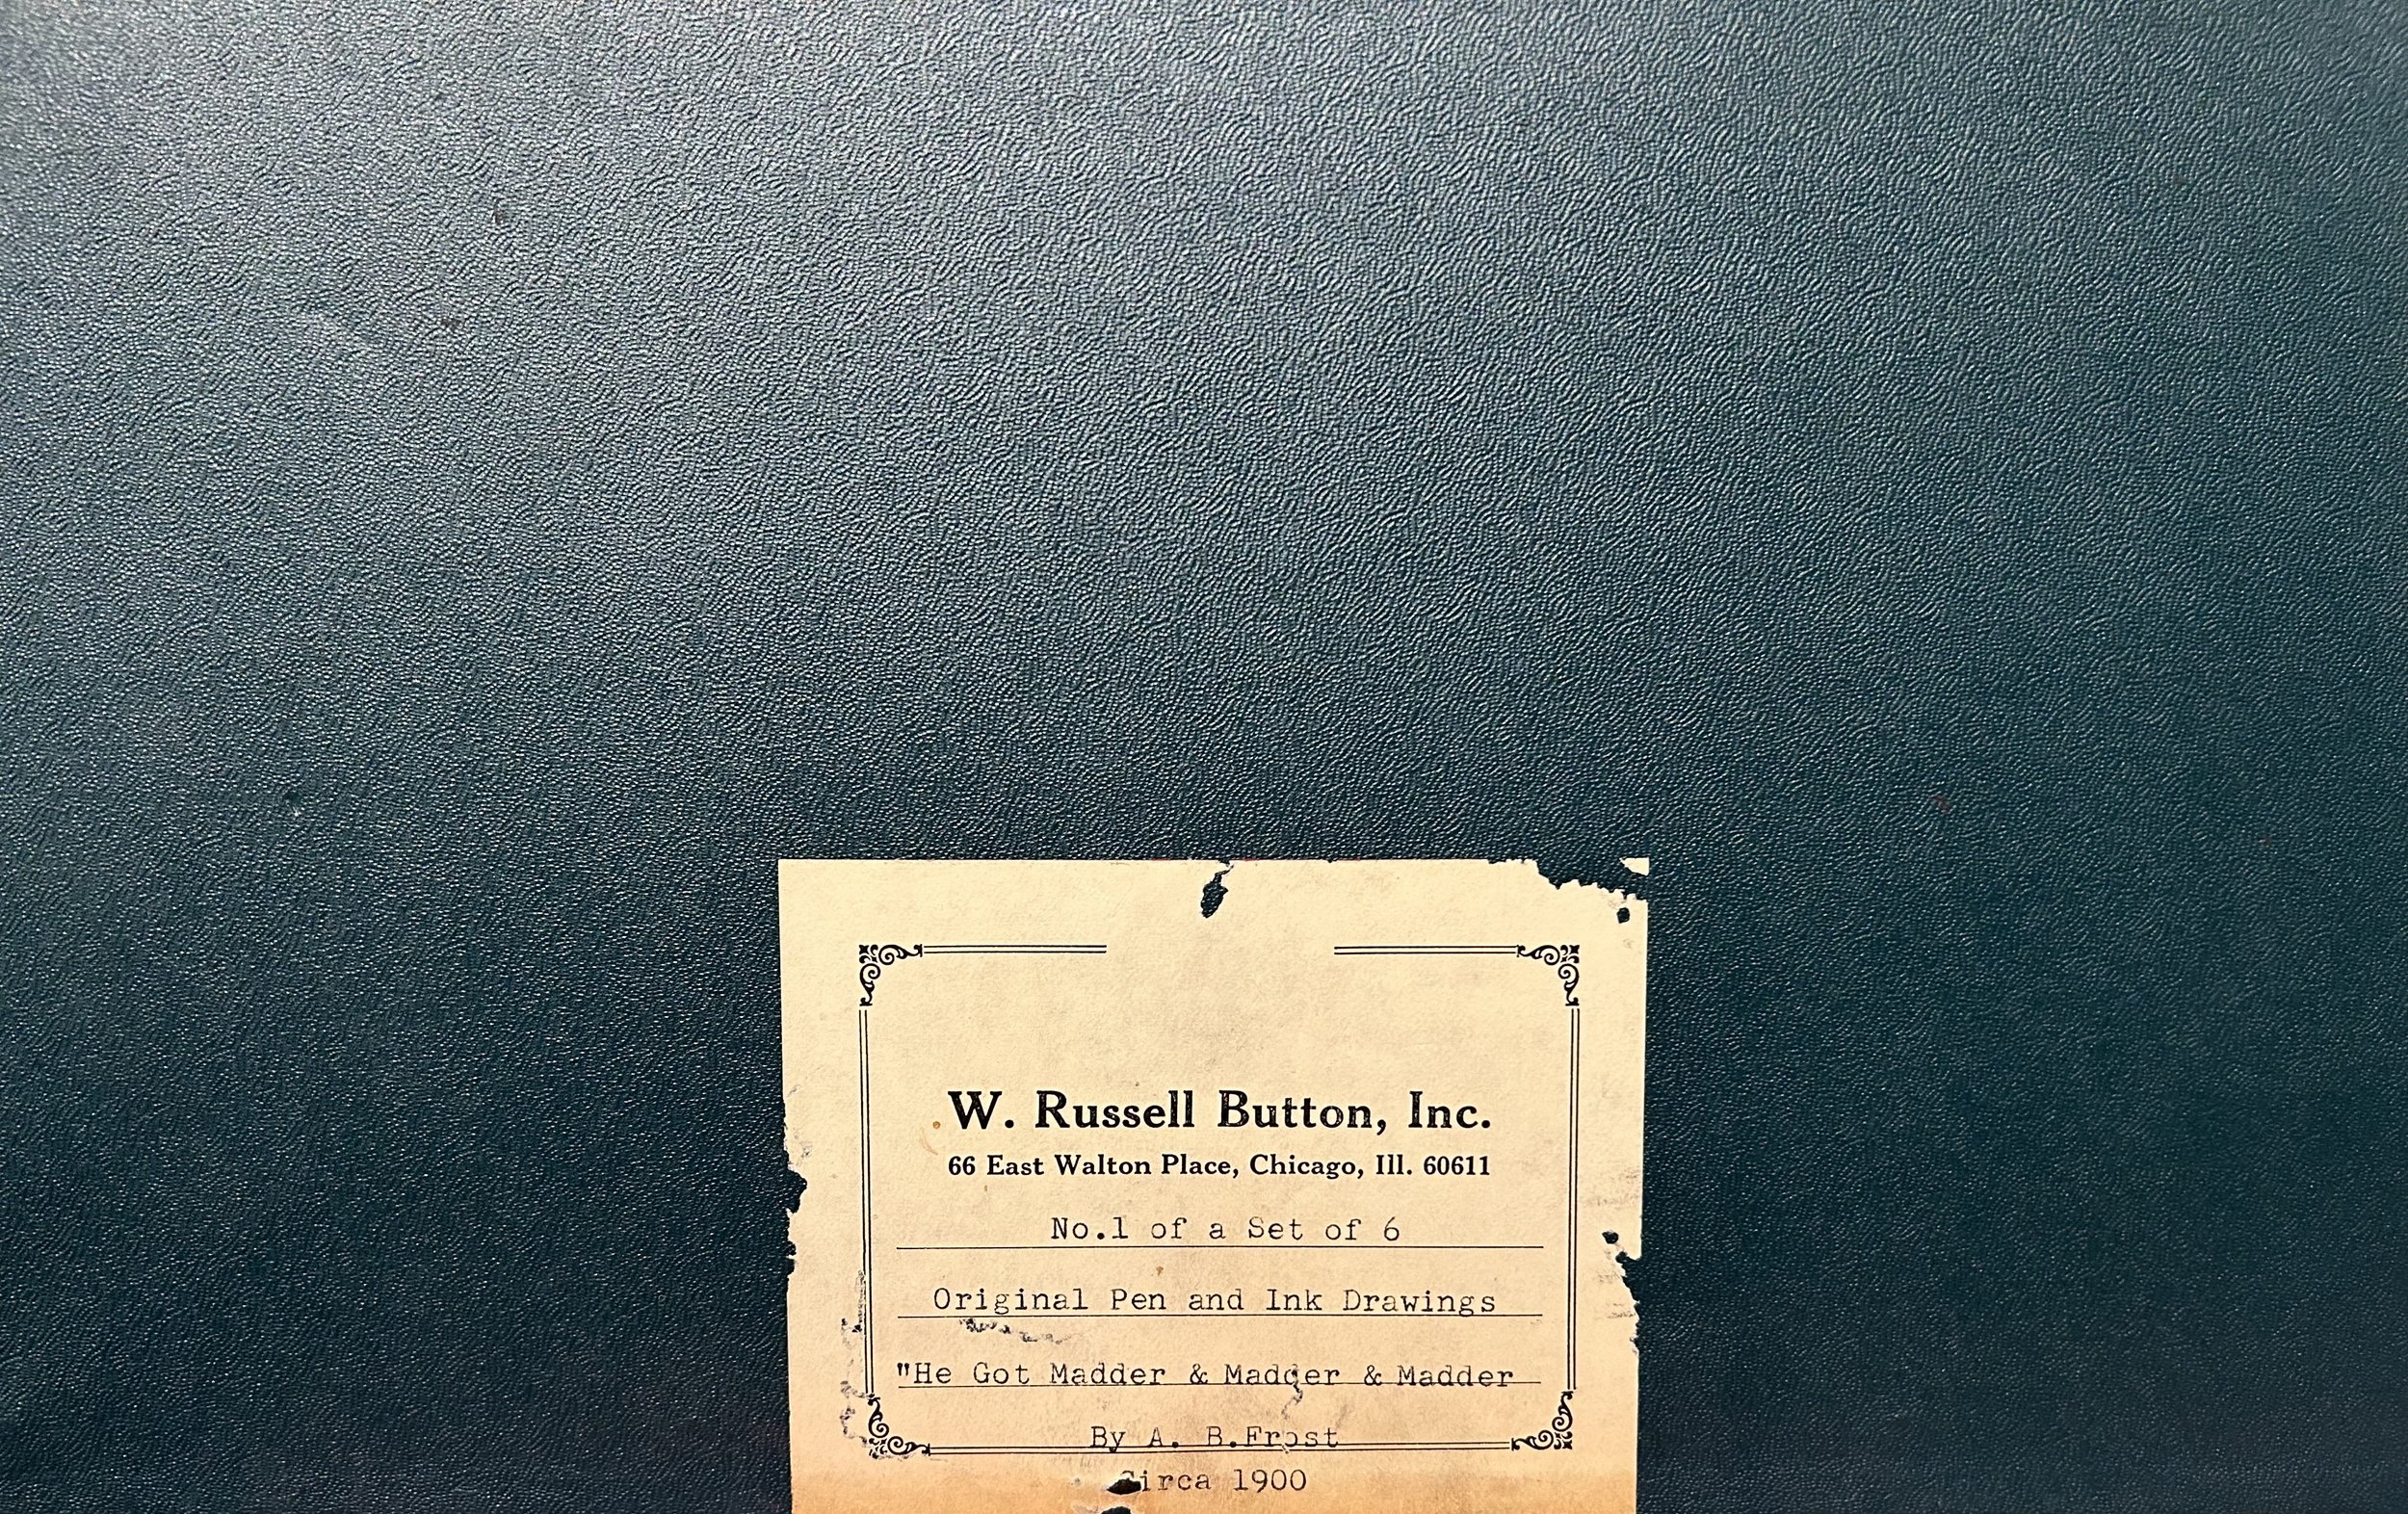 W. Russell Button, Inc.
66 East Walton Place, Chicago, Ill. 60611
No.1 of a Set of 6
Original Pen and Ink Drawings
"He Got Madder & Madder & Madder
By A. B.Frost
Circa 1900